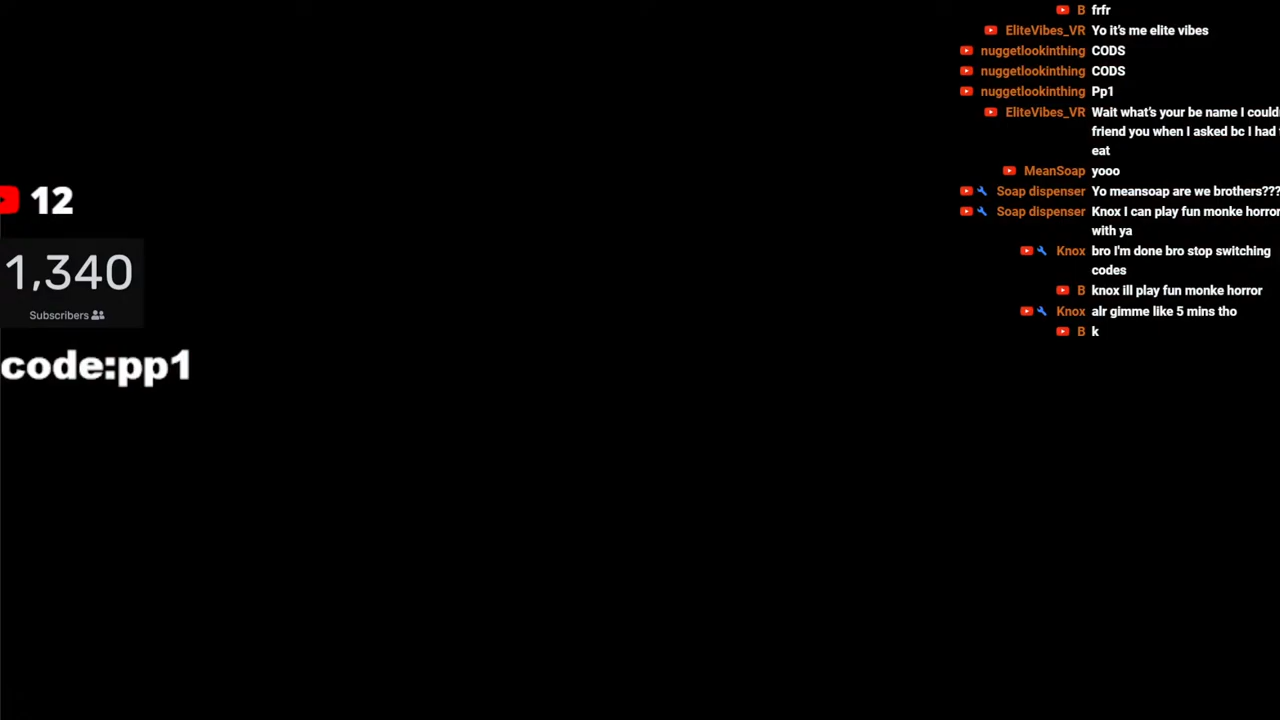 B frfr
EliteVibes_VR Yo it's me elite vibes
nuggetlookinthing CODS
nuggetlookinthing CODS
nuggetlookinthing Pp1
EliteVibes_VR Wait what's your be name I could
friend you when I asked bc I had
eat
MeanSoap yooo
Soap dispenser Yo meansoap are we brothers???
Soap dispenser Knox I can play fun monke horror
with ya
Knox bro I'm done bro stop switching
codes
B knox ill play fun monke horror
Knox alr gimme like 5 mins tho
B k
12
1,340
Subscribers
code:pp1